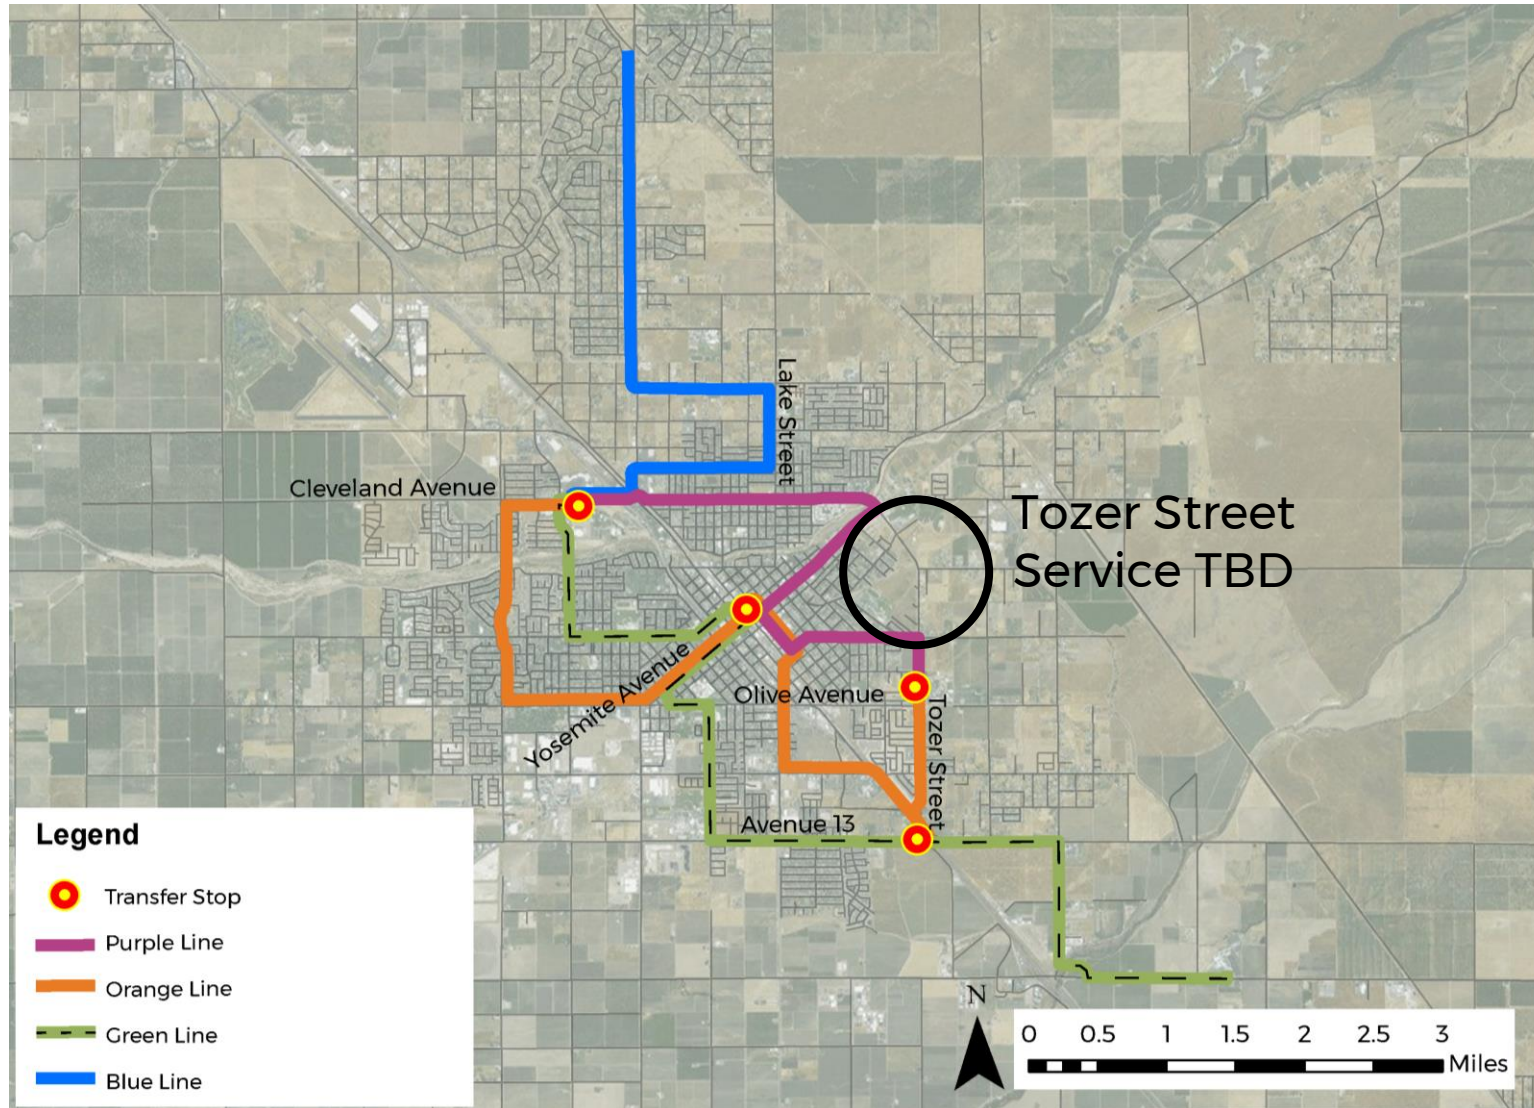 Lake Street
Cleveland Avenue
Tozer Street
Service TBD
Yosemite Avenue
Olive Avenue
Tozer Street
Avenue 13
Legend
Transfer Stop
Purple Line
Orange Line
Green Line
Blue Line
N
0 0.5 1 1.5 2 2.5 3
Miles